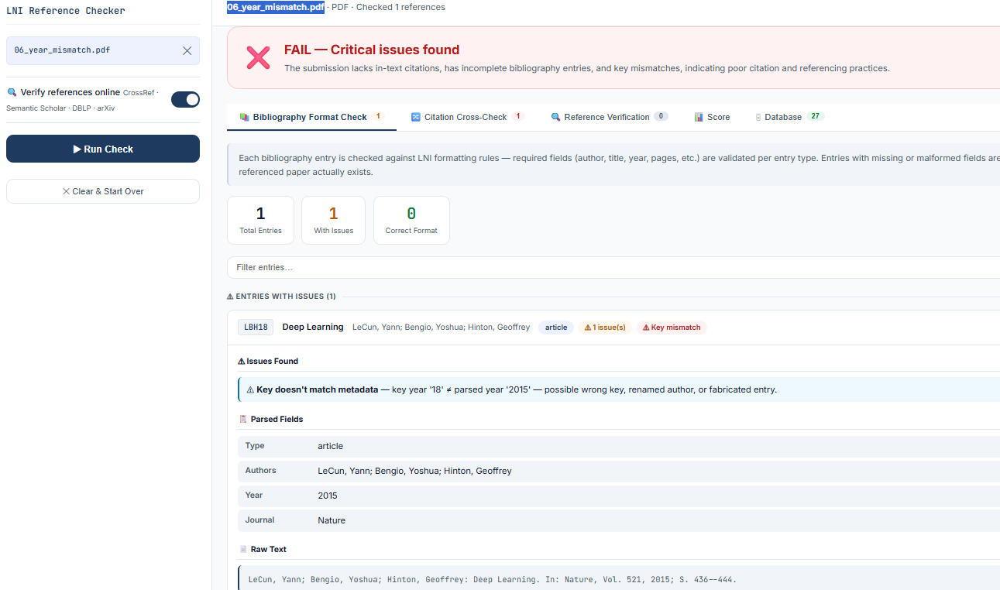 LNI Reference Checker
06_year_mismatch.pdf
Verify references online CrossRef ·
Semantic Scholar · DBLP · arXiv
▶ Run Check
✕ Clear & Start Over
06_year_mismatch.pdf · PDF · Checked 1 references
FAIL — Critical issues found
The submission lacks in-text citations, has incomplete bibliography entries, and key mismatches, indicating poor citation and referencing practices.
Bibliography Format Check 1 Citation Cross-Check 1 Reference Verification 0 Score Database 27
Each bibliography entry is checked against LNI formatting rules — required fields (author, title, year, pages, etc.) are validated per entry type. Entries with missing or malformed fields are
referenced paper actually exists.
1 1 0
Total Entries With Issues Correct Format
Filter entries...
⚠ ENTRIES WITH ISSUES (1)
LBH18 Deep Learning LeCun, Yann; Bengio, Yoshua; Hinton, Geoffrey article ⚠ 1 issue(s) ⚠ Key mismatch
⚠ Issues Found
⚠ Key doesn't match metadata — key year '18' ≠ parsed year '2015' — possible wrong key, renamed author, or fabricated entry.
Parsed Fields
Type article
Authors LeCun, Yann; Bengio, Yoshua; Hinton, Geoffrey
Year 2015
Journal Nature
Raw Text
LeCun, Yann; Bengio, Yoshua; Hinton, Geoffrey: Deep Learning. In: Nature, Vol. 521, 2015; S. 436--444.